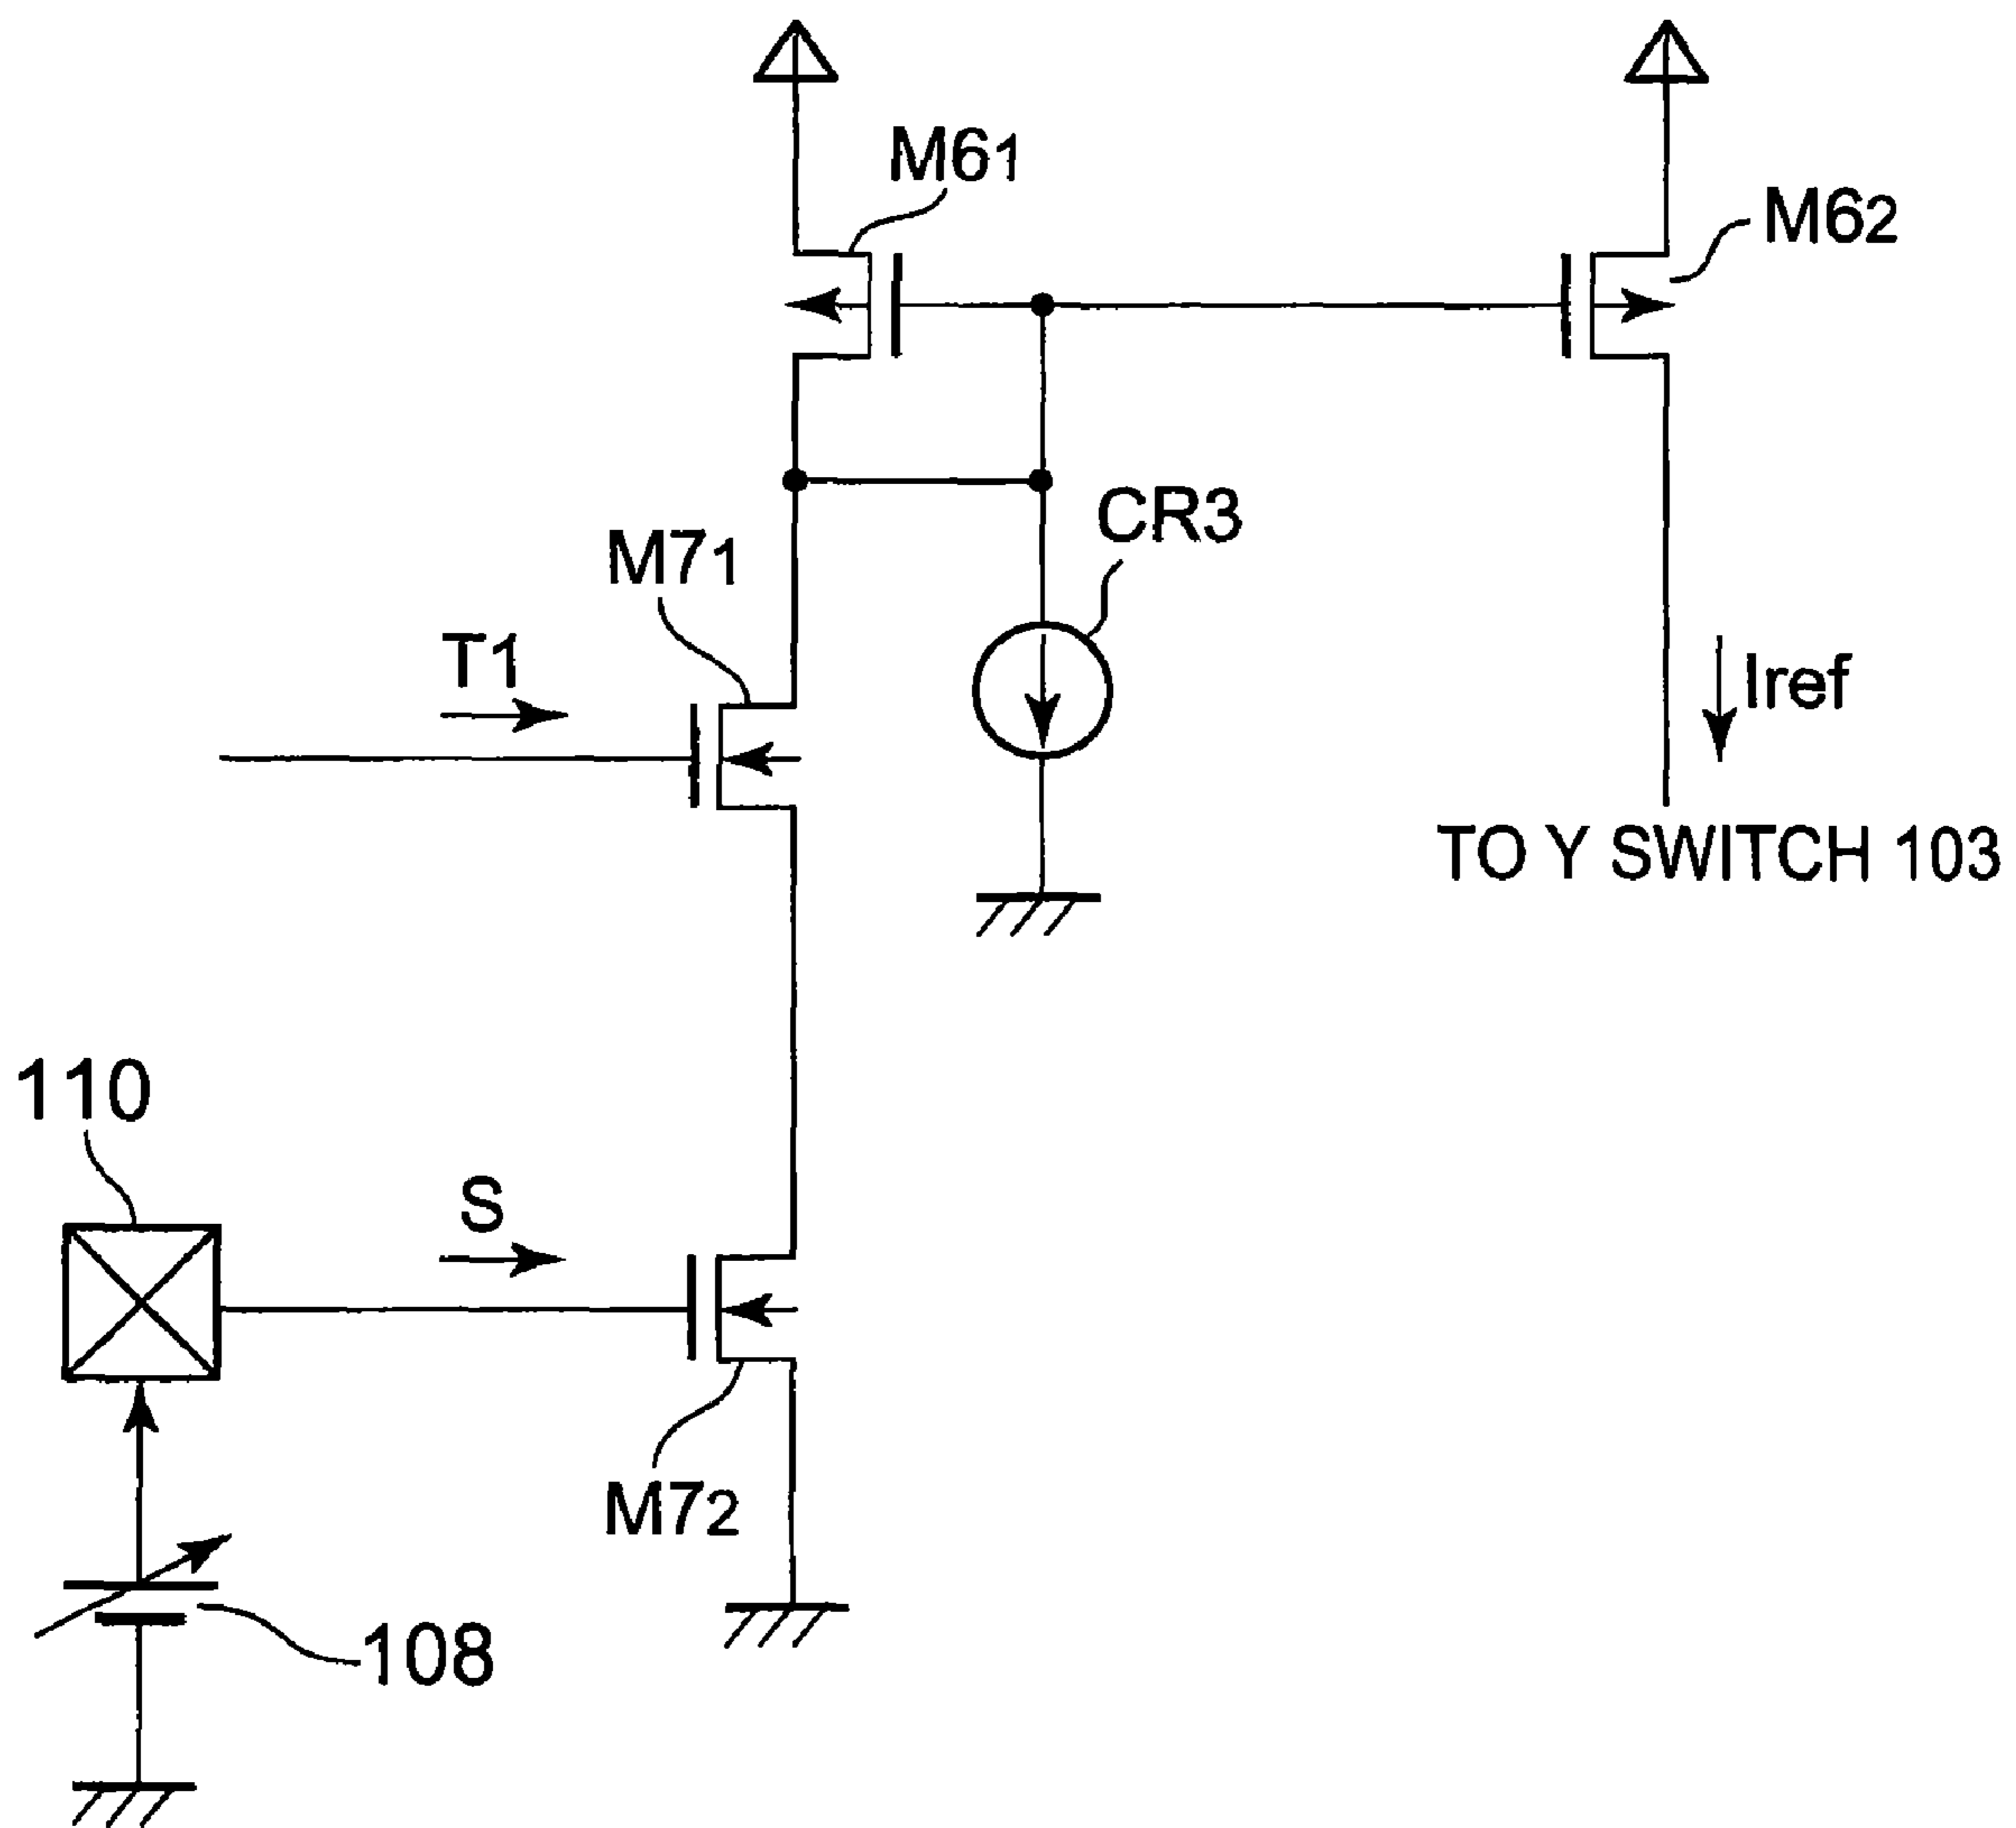 M61
M62
CR3
M71
T1
Iref
TO Y SWITCH 103
110
S
M72
108